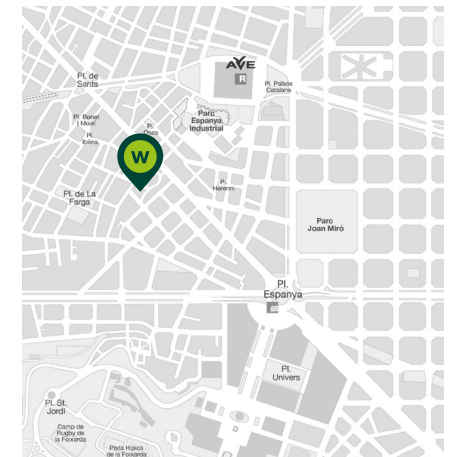 AVE
R
Pl. de
Sants
Pl. Països
Catalans
Parc
Espanya
Industrial
Pl. Bonet
i Moixí
Pl.
Osca
Pl.
Ibèria
W
Pl.
Herenni
Pl. de La
Farga
Parc
Joan Miró
Pl.
Espanya
Pl.
Univers
Pl. St.
Jordi
Camp de
Rugby de
la Foixarda
Pista Hípica
de la Foixarda